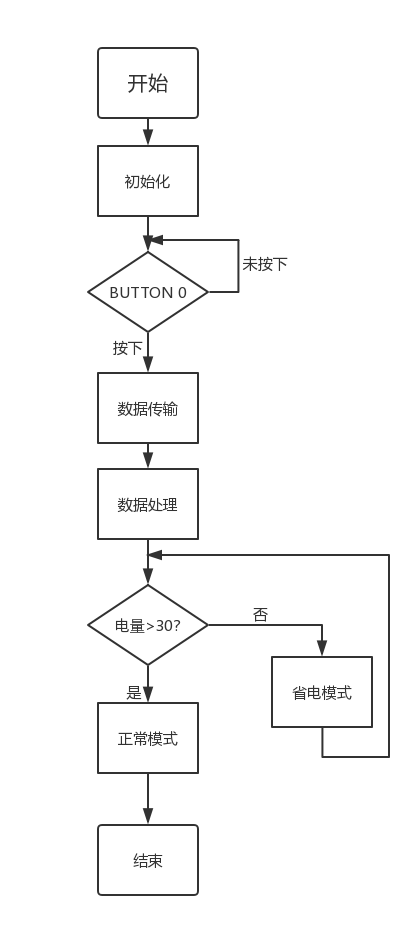 开始
初始化
未按下
BUTTON 0
按下
数据传输
数据处理
电量>30?
否
省电模式
是
正常模式
结束